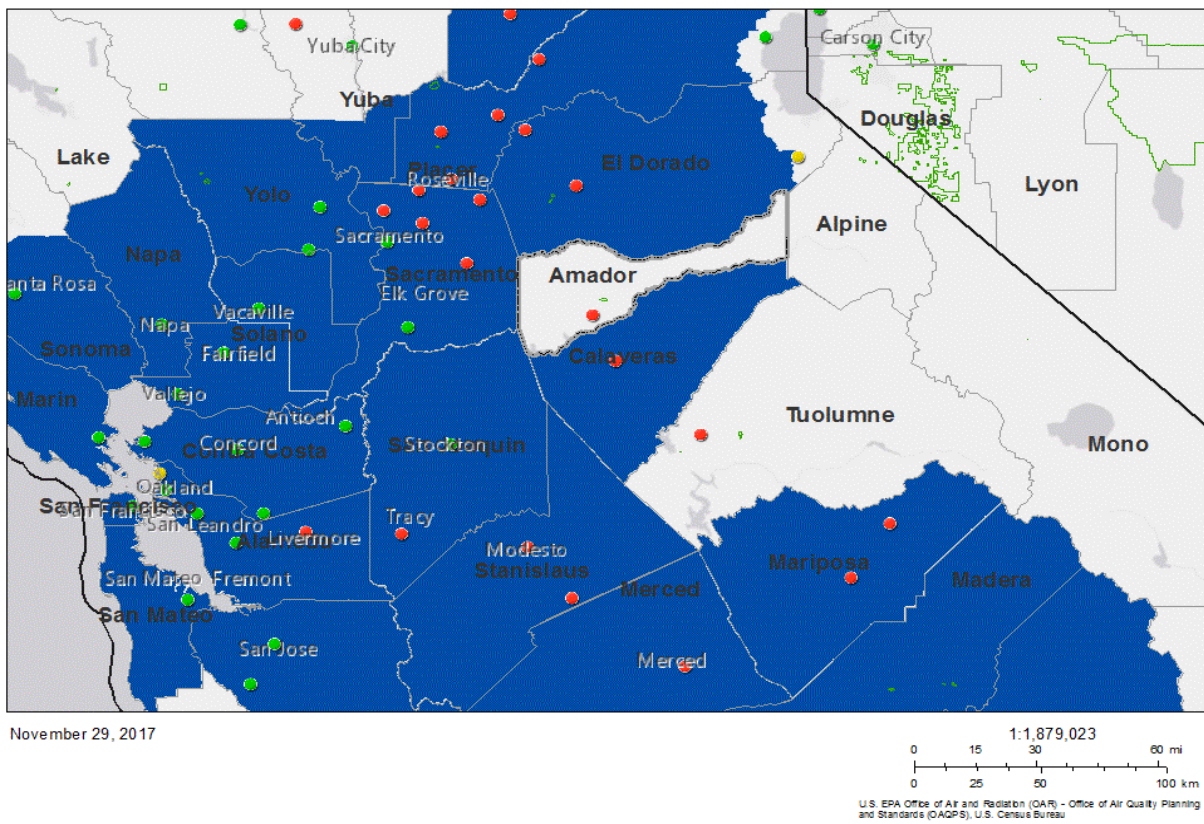 Yuba City
Carson City
Yuba
Douglas
Lake
El Dorado
Placer
Roseville
Yolo
Lyon
Alpine
Sacramento
Napa
Amador
Sacramento
anta Rosa
Elk Grove
Vacaville
Napa
Solano
Sonoma
Fairfield
Calaveras
Marin
Vallejo
Antioch
Tuolumne
Concord
Contra Costa
Stockton
San Joaquin
Mono
Oakland
San Francisco
San Francisco
San Leandro
Tracy
Livermore
Alameda
Modesto
Stanislaus
Mariposa
San Mateo
Fremont
Merced
Madera
San Mateo
San Jose
Merced
November 29, 2017
1:1,879,023
0 15 30 60 mi
0 25 50 100 km
U.S. EPA Office of Air and Radiation (OAR) - Office of Air Quality Planning
and Standards (OAQPS), U.S. Census Bureau